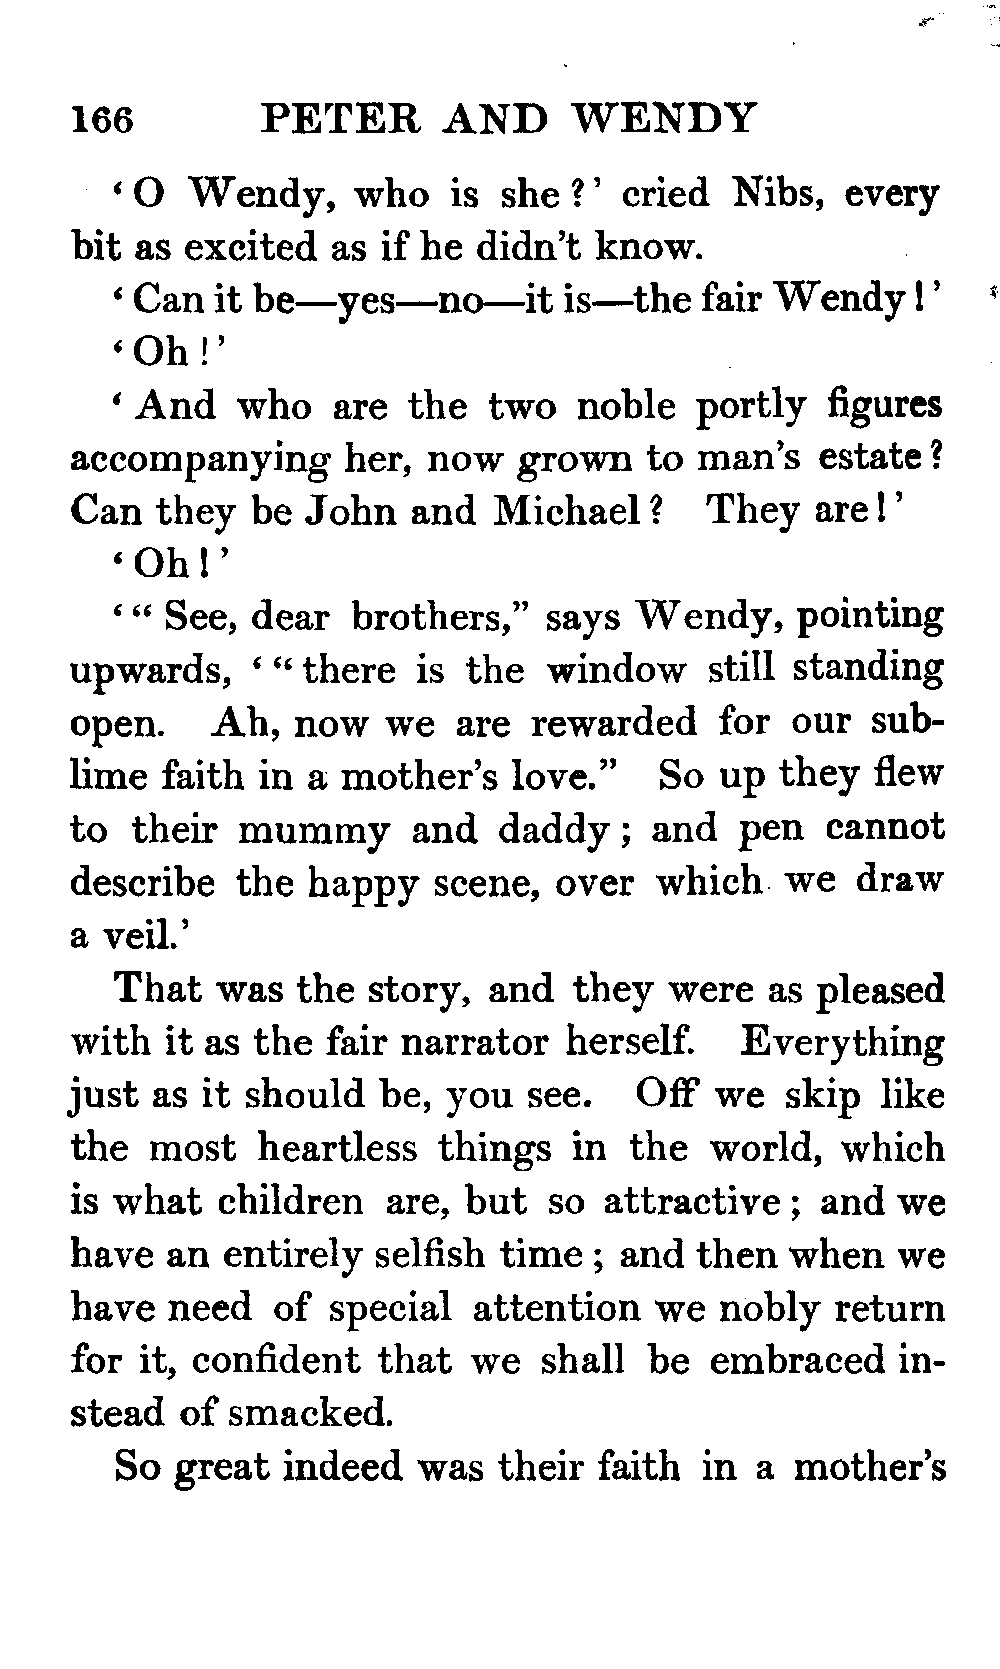 166 PETER AND WENDY
‘O Wendy, who is she?’ cried Nibs, every
bit as excited as if he didn't know.
‘Can it be—yes—no—it is—the fair Wendy!’
‘Oh!’
‘And who are the two noble portly figures
accompanying her, now grown to man's estate?
Can they be John and Michael? They are!’
‘Oh!’
‘“See, dear brothers,” says Wendy, pointing
upwards, ‘“there is the window still standing
open. Ah, now we are rewarded for our sub-
lime faith in a mother's love.” So up they flew
to their mummy and daddy; and pen cannot
describe the happy scene, over which we draw
a veil.’
That was the story, and they were as pleased
with it as the fair narrator herself. Everything
just as it should be, you see. Off we skip like
the most heartless things in the world, which
is what children are, but so attractive; and we
have an entirely selfish time; and then when we
have need of special attention we nobly return
for it, confident that we shall be embraced in-
stead of smacked.
So great indeed was their faith in a mother's